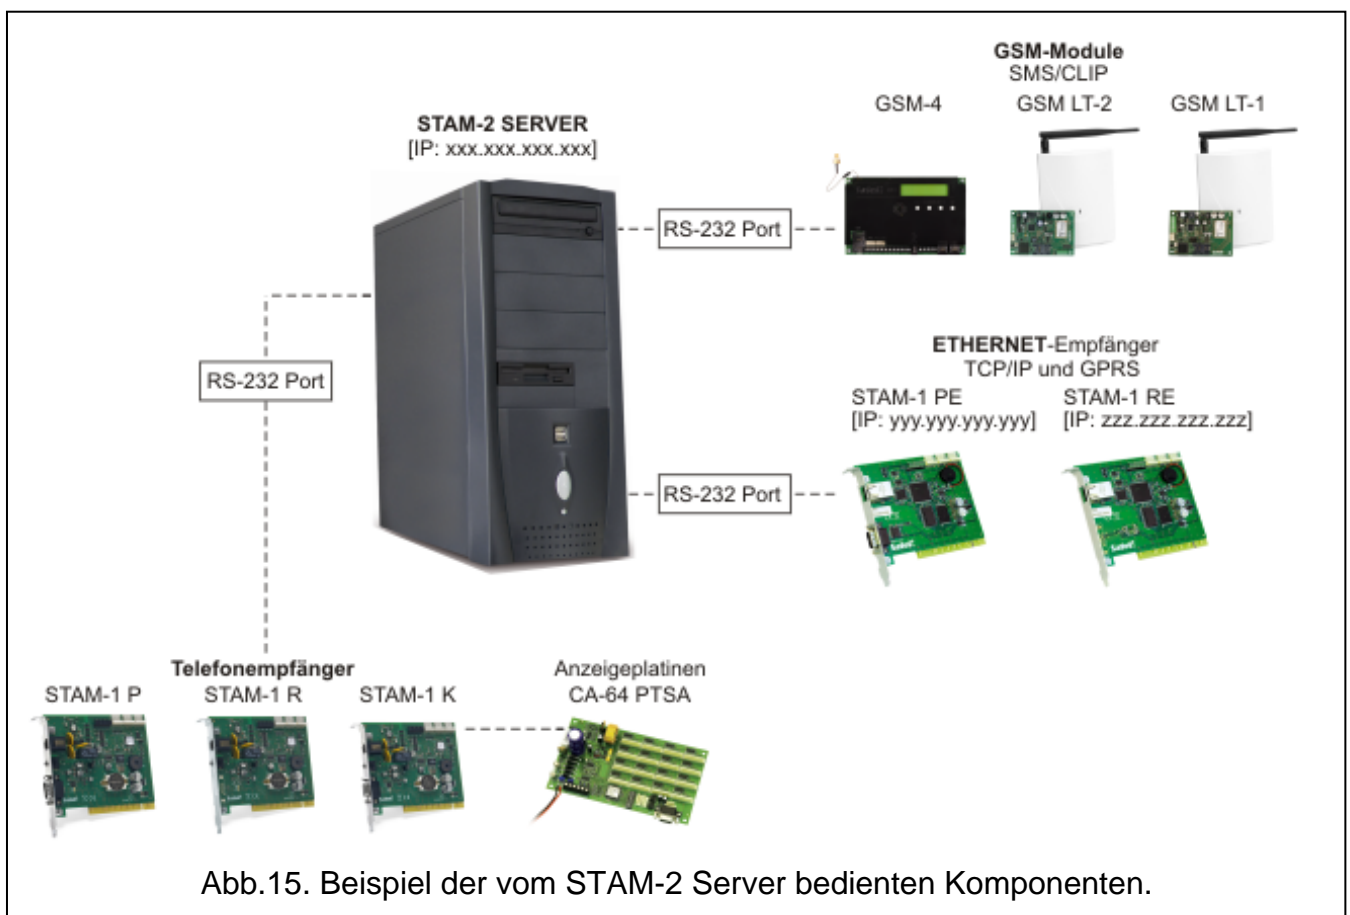 GSM-Module
SMS/CLIP
GSM-4
GSM LT-2
GSM LT-1
STAM-2 SERVER
[IP: xxx.xxx.xxx.xxx]
RS-232 Port
ETHERNET-Empfänger
TCP/IP und GPRS
STAM-1 PE
[IP: yyy.yyy.yyy.yyy]
STAM-1 RE
[IP: zzz.zzz.zzz.zzz]
RS-232 Port
RS-232 Port
Telefonempfänger
STAM-1 P
STAM-1 R
STAM-1 K
Anzeigeplatinen
CA-64 PTSA
Abb.15. Beispiel der vom STAM-2 Server bedienten Komponenten.